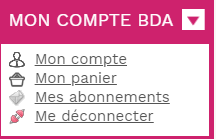 MON COMPTE BDA
Mon compte
Mon panier
Mes abonnements
Me déconnecter